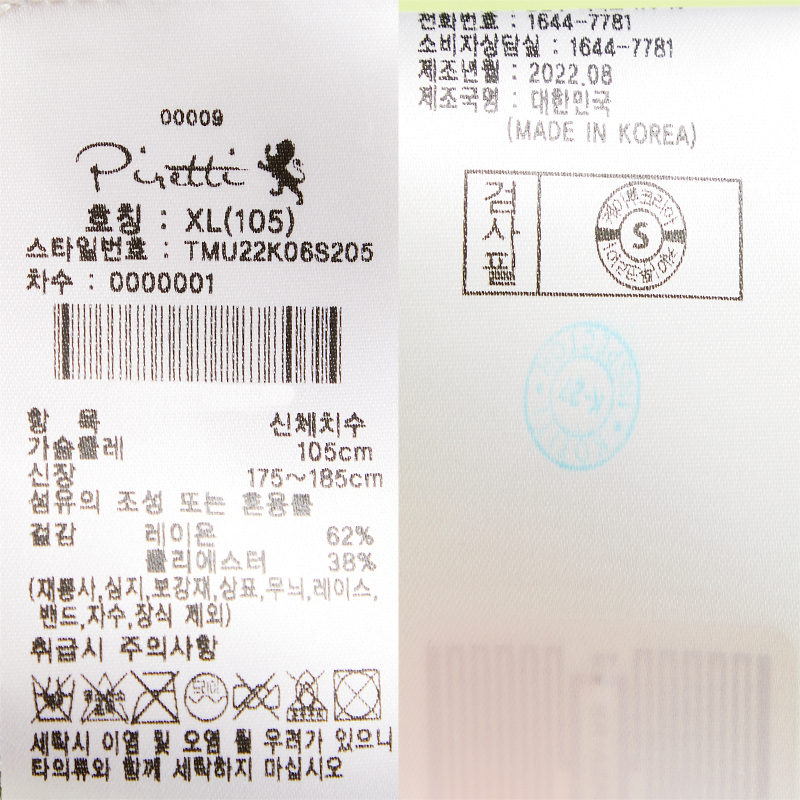 00009
Piretti
호칭 : XL(105)
스타일번호 : TMU22K06S205
차수 : 0000001
항 목 신체치수
가슴둘레 105cm
신장 175~185cm
섬유의 조성 또는 혼용률
겉감 레이온 62%
폴리에스터 38%
(재봉사,심지,보강재,상표,무늬,레이스,
밴드,자수,장식 제외)
취급시 주의사항
드라이
세탁시 이염 및 오염 될 우려가 있으니
타의류와 함께 세탁하지 마십시오
전화번호 : 1644-7781
소비자상담실 : 1644-7781
제조년월 : 2022.08
제조국명 : 대한민국
(MADE IN KOREA)
검사필
S